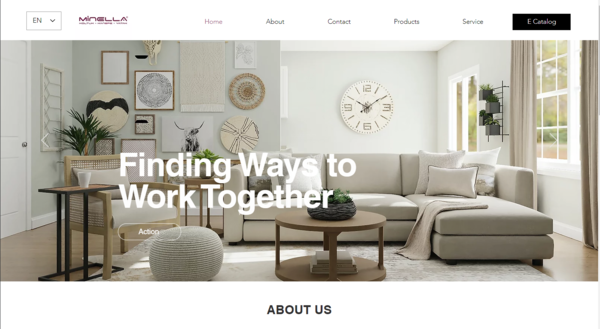 EN
MINELLA
Home
About
Contact
Products
Service
E Catalog
Finding Ways to
Work Together
Action
ABOUT US